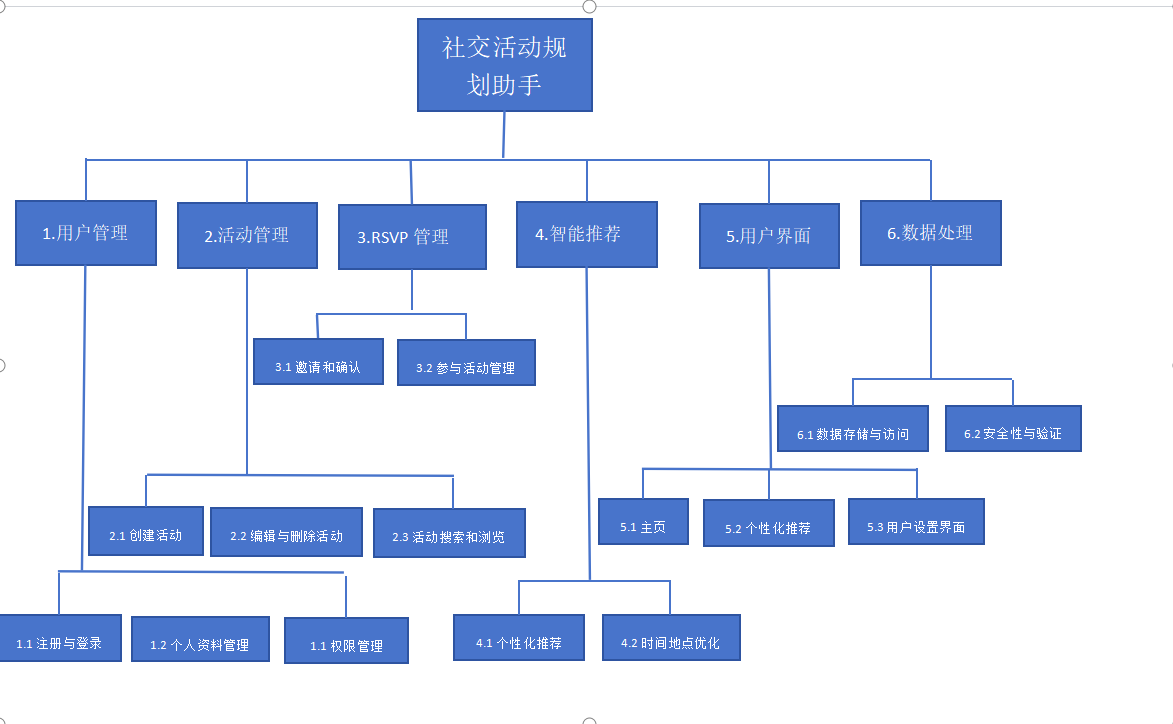 社交活动规
划助手
1.用户管理
2.活动管理
3.RSVP 管理
4.智能推荐
5.用户界面
6.数据处理
3.1 邀请和确认
3.2 参与活动管理
6.1 数据存储与访问
6.2 安全性与验证
2.1 创建活动
2.2 编辑与删除活动
2.3 活动搜索和浏览
5.1 主页
5.2 个性化推荐
5.3 用户设置界面
1.1 注册与登录
1.2 个人资料管理
1.1 权限管理
4.1 个性化推荐
4.2 时间地点优化